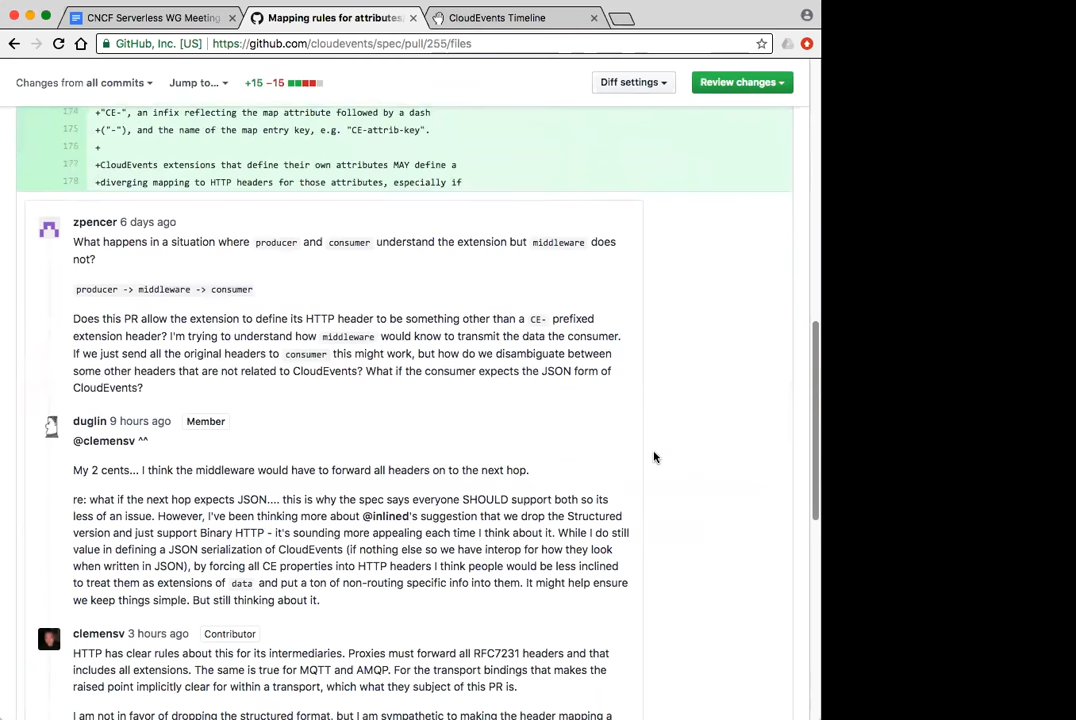 CNCF Serverless WG Meeting
Mapping rules for attributes
CloudEvents Timeline
GitHub, Inc. [US] https://github.com/cloudevents/spec/pull/255/files
Changes from all commits Jump to... +15 −15 Diff settings Review changes
174 +"CE-", an infix reflecting the map attribute followed by a dash
175 +("-"), and the name of the map entry key, e.g. "CE-attrib-key".
176 +
177 +CloudEvents extensions that define their own attributes MAY define a
178 +diverging mapping to HTTP headers for those attributes, especially if
zpencer 6 days ago
What happens in a situation where producer and consumer understand the extension but middleware does
not?
producer -> middleware -> consumer
Does this PR allow the extension to define its HTTP header to be something other than a CE- prefixed
extension header? I'm trying to understand how middleware would know to transmit the data the consumer.
If we just send all the original headers to consumer this might work, but how do we disambiguate between
some other headers that are not related to CloudEvents? What if the consumer expects the JSON form of
CloudEvents?
duglin 9 hours ago Member
@clemensv ^^
My 2 cents... I think the middleware would have to forward all headers on to the next hop.
re: what if the next hop expects JSON.... this is why the spec says everyone SHOULD support both so its
less of an issue. However, I've been thinking more about @inlined's suggestion that we drop the Structured
version and just support Binary HTTP - it's sounding more appealing each time I think about it. While I do still
value in defining a JSON serialization of CloudEvents (if nothing else so we have interop for how they look
when written in JSON), by forcing all CE properties into HTTP headers I think people would be less inclined
to treat them as extensions of data and put a ton of non-routing specific info into them. It might help ensure
we keep things simple. But still thinking about it.
clemensv 3 hours ago Contributor
HTTP has clear rules about this for its intermediaries. Proxies must forward all RFC7231 headers and that
includes all extensions. The same is true for MQTT and AMQP. For the transport bindings that makes the
raised point implicitly clear for within a transport, which what they subject of this PR is.
I am not in favor of dropping the structured format, but I am sympathetic to making the header mapping a